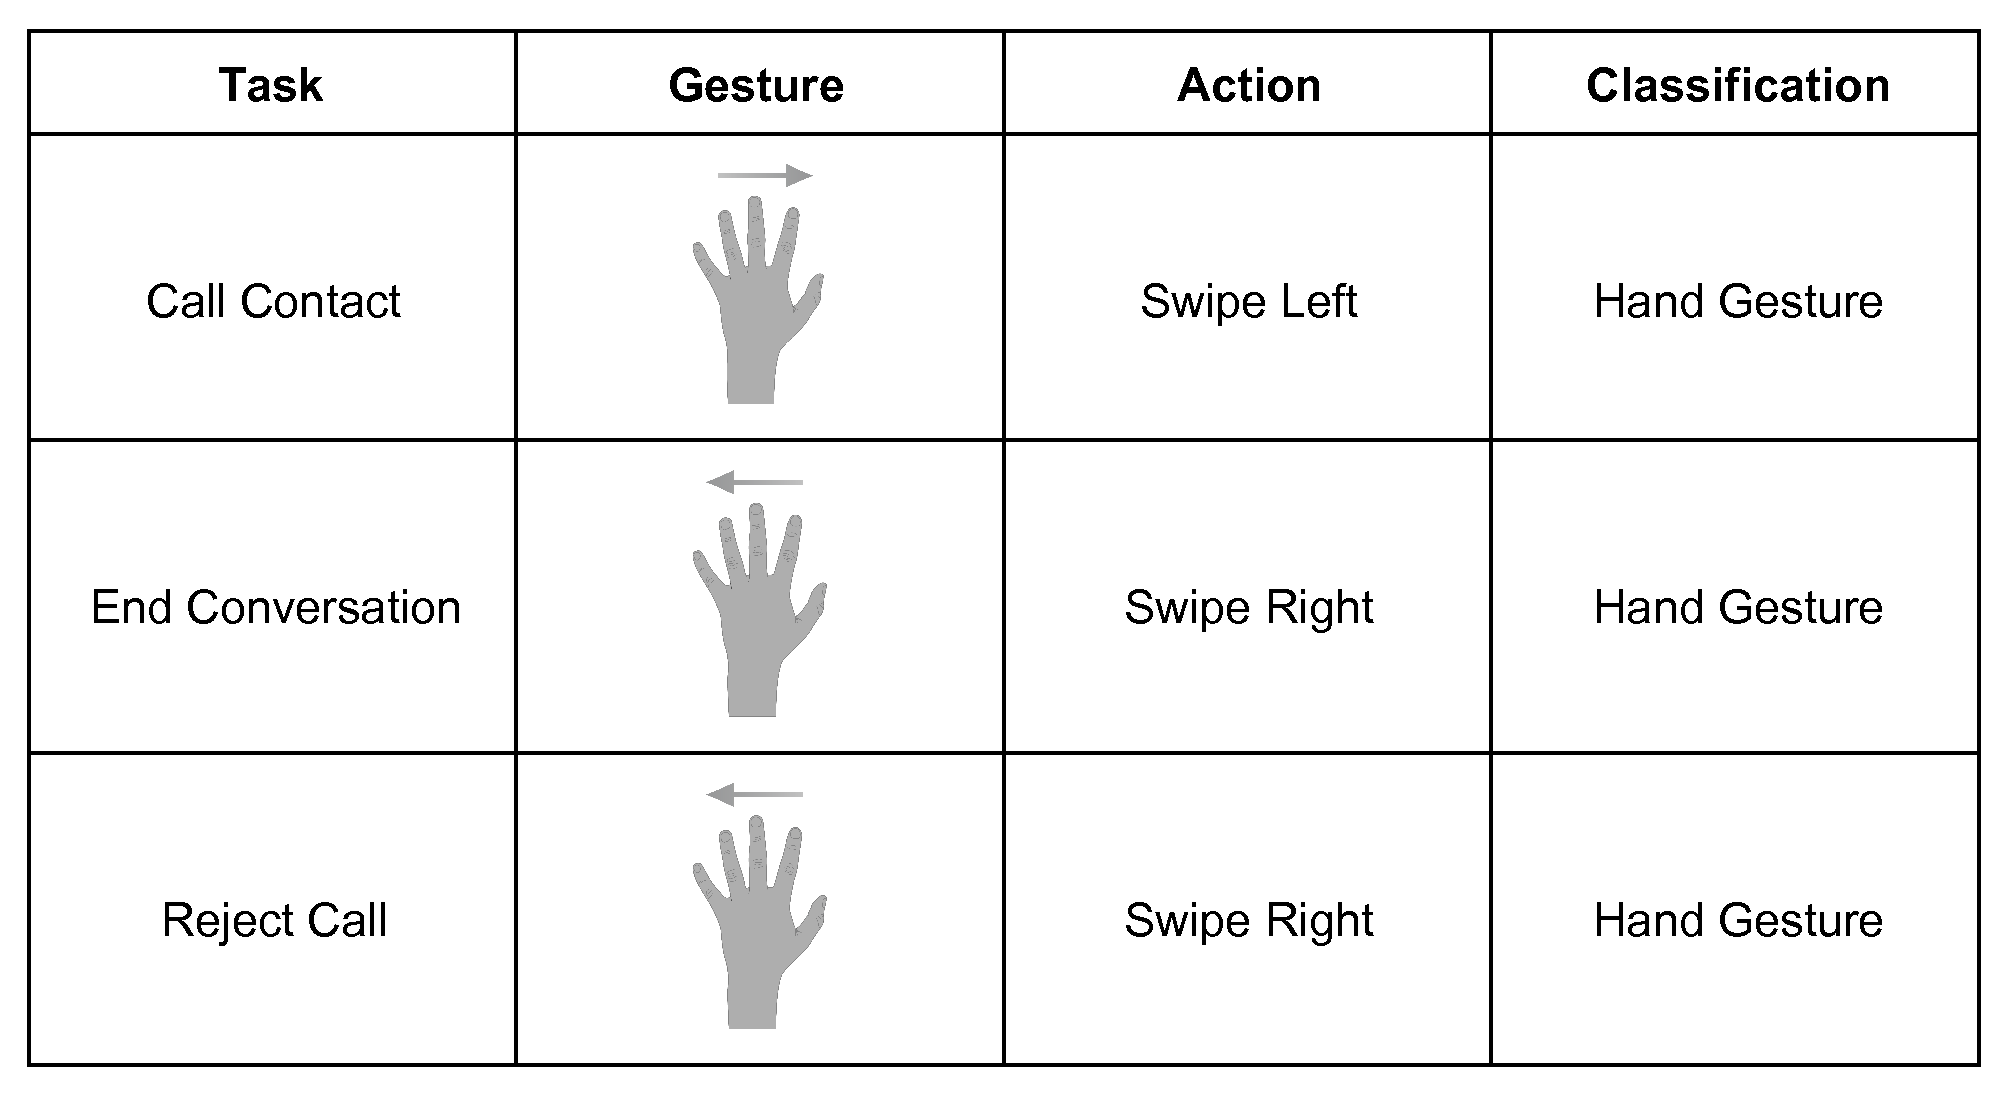 Task Gesture Action Classification
Call Contact Swipe Left Hand Gesture
End Conversation Swipe Right Hand Gesture
Reject Call Swipe Right Hand Gesture